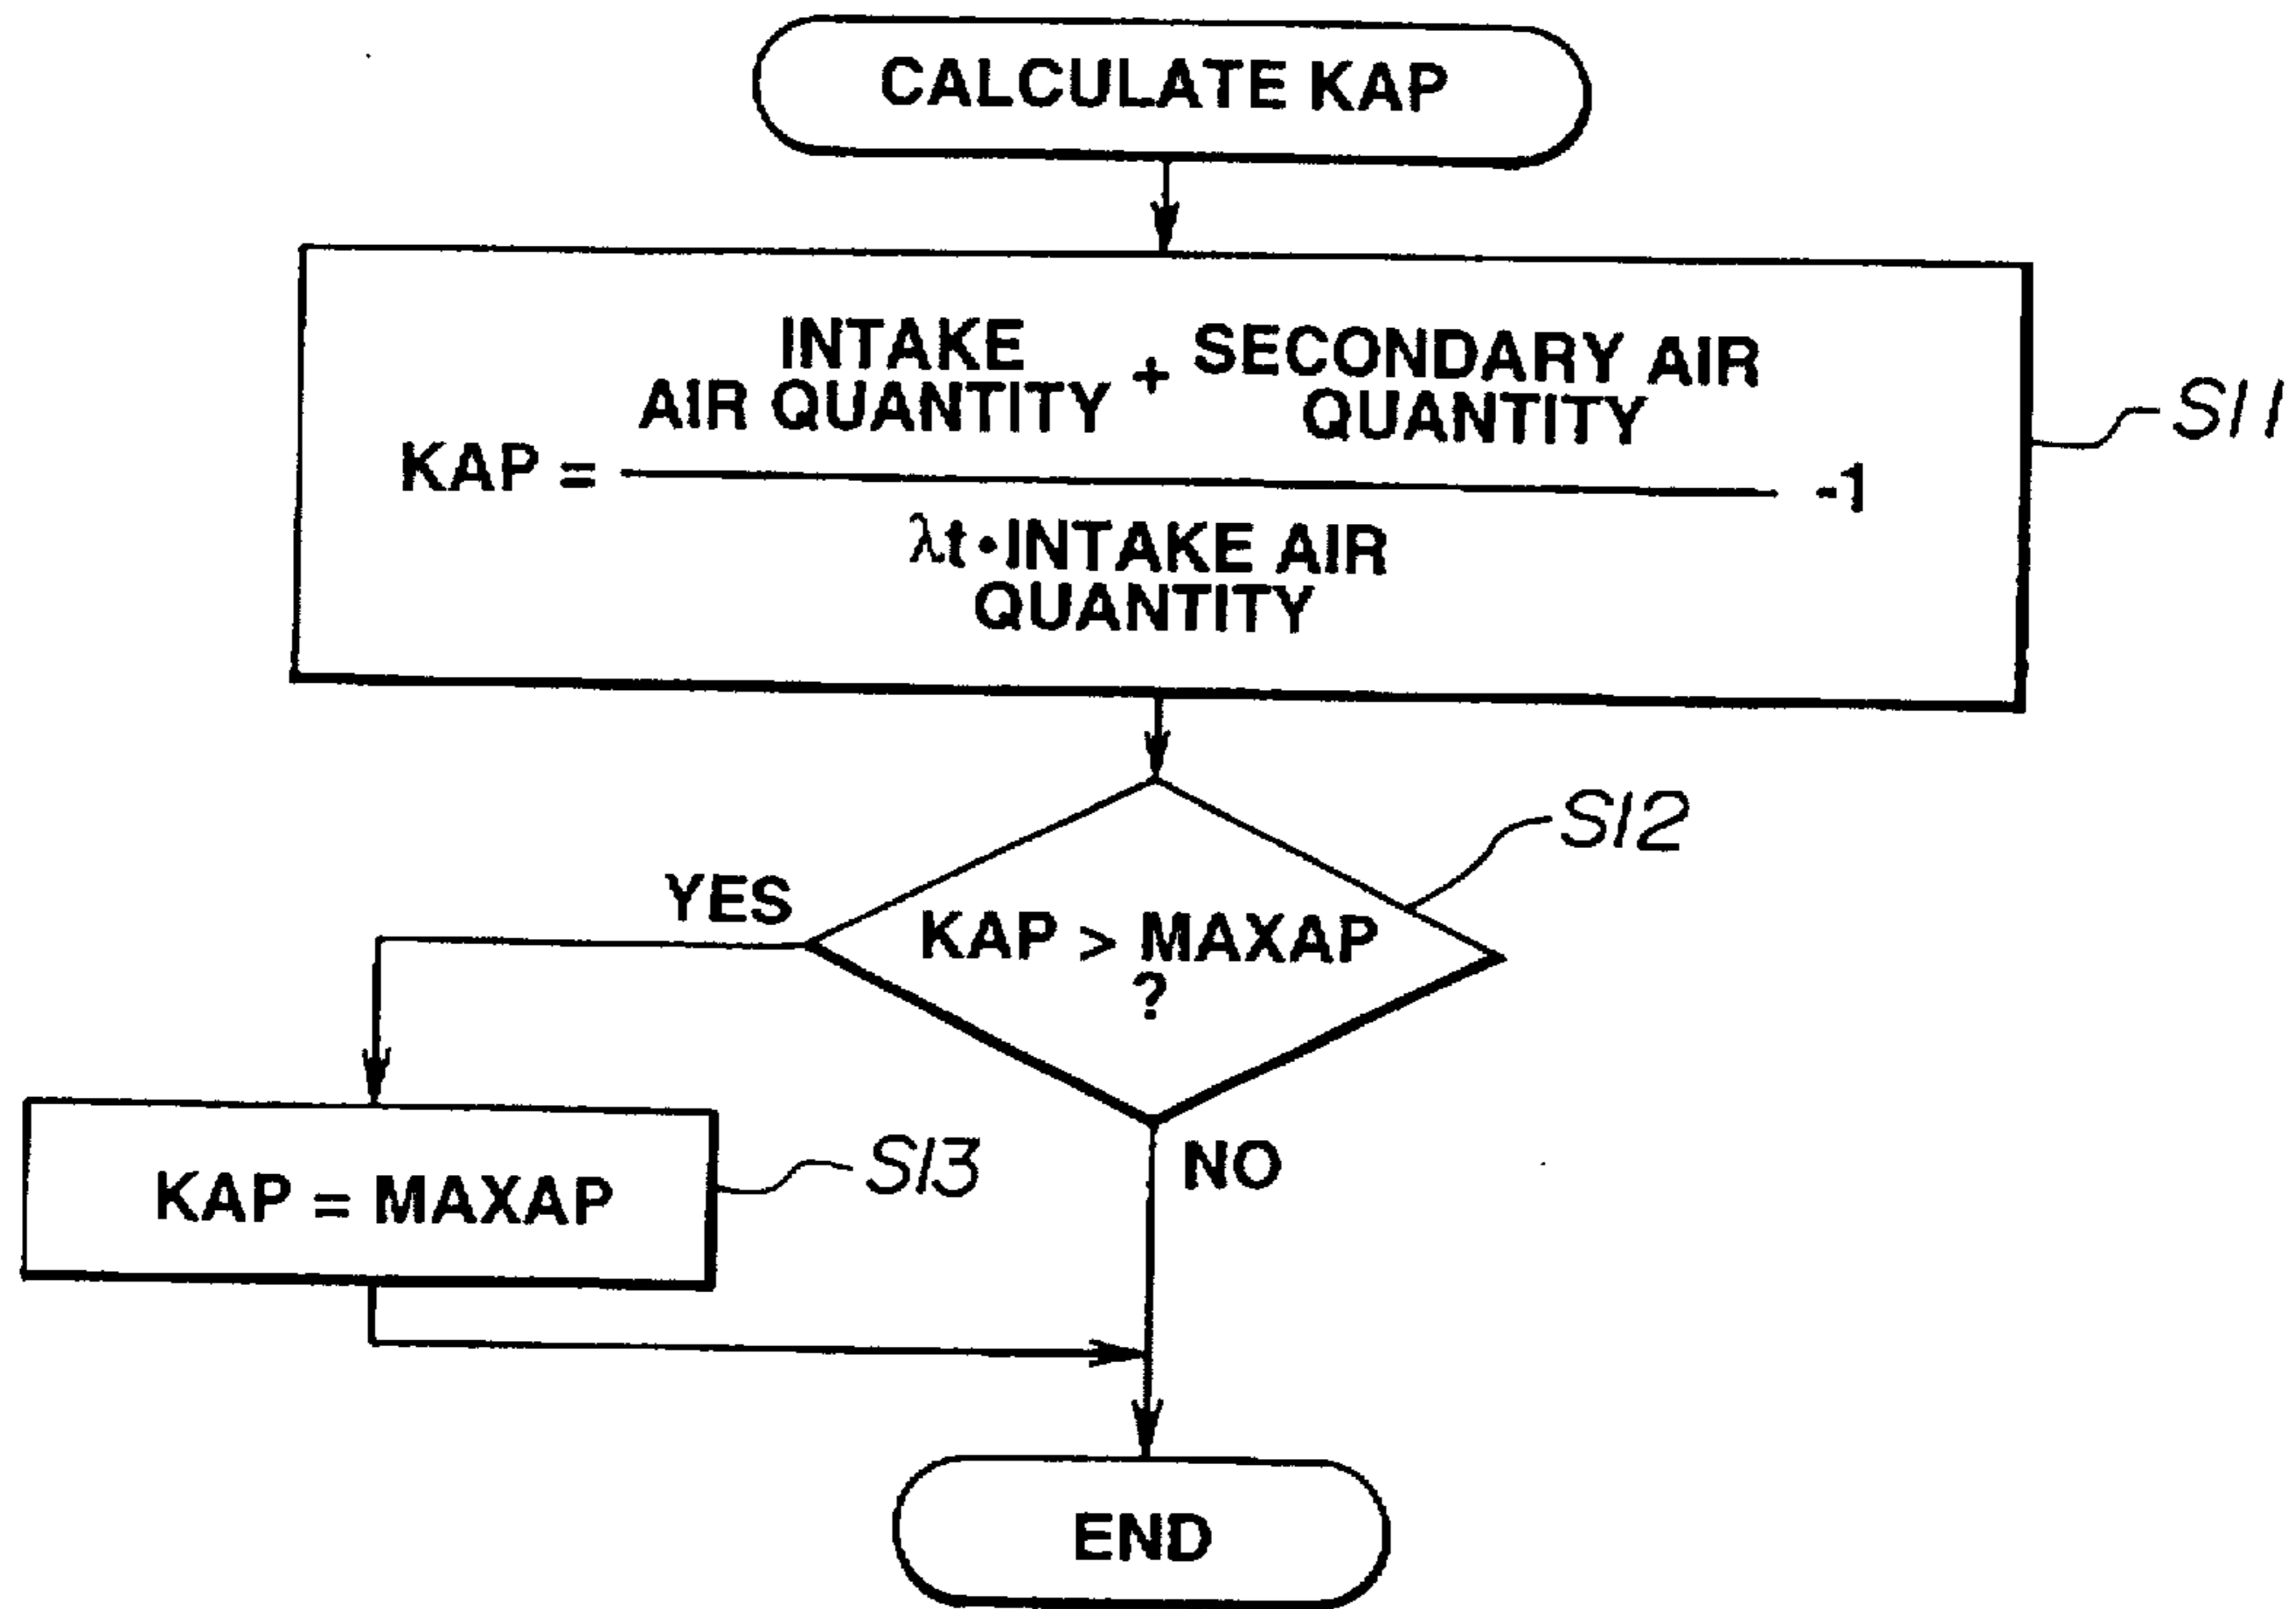 CALCULATE KAP
INTAKE
AIR QUANTITY + SECONDARY AIR
QUANTITY
KAP = -1
λt•INTAKE AIR
QUANTITY
S11
S12
YES
KAP > MAXAP
?
NO
KAP = MAXAP
S13
END